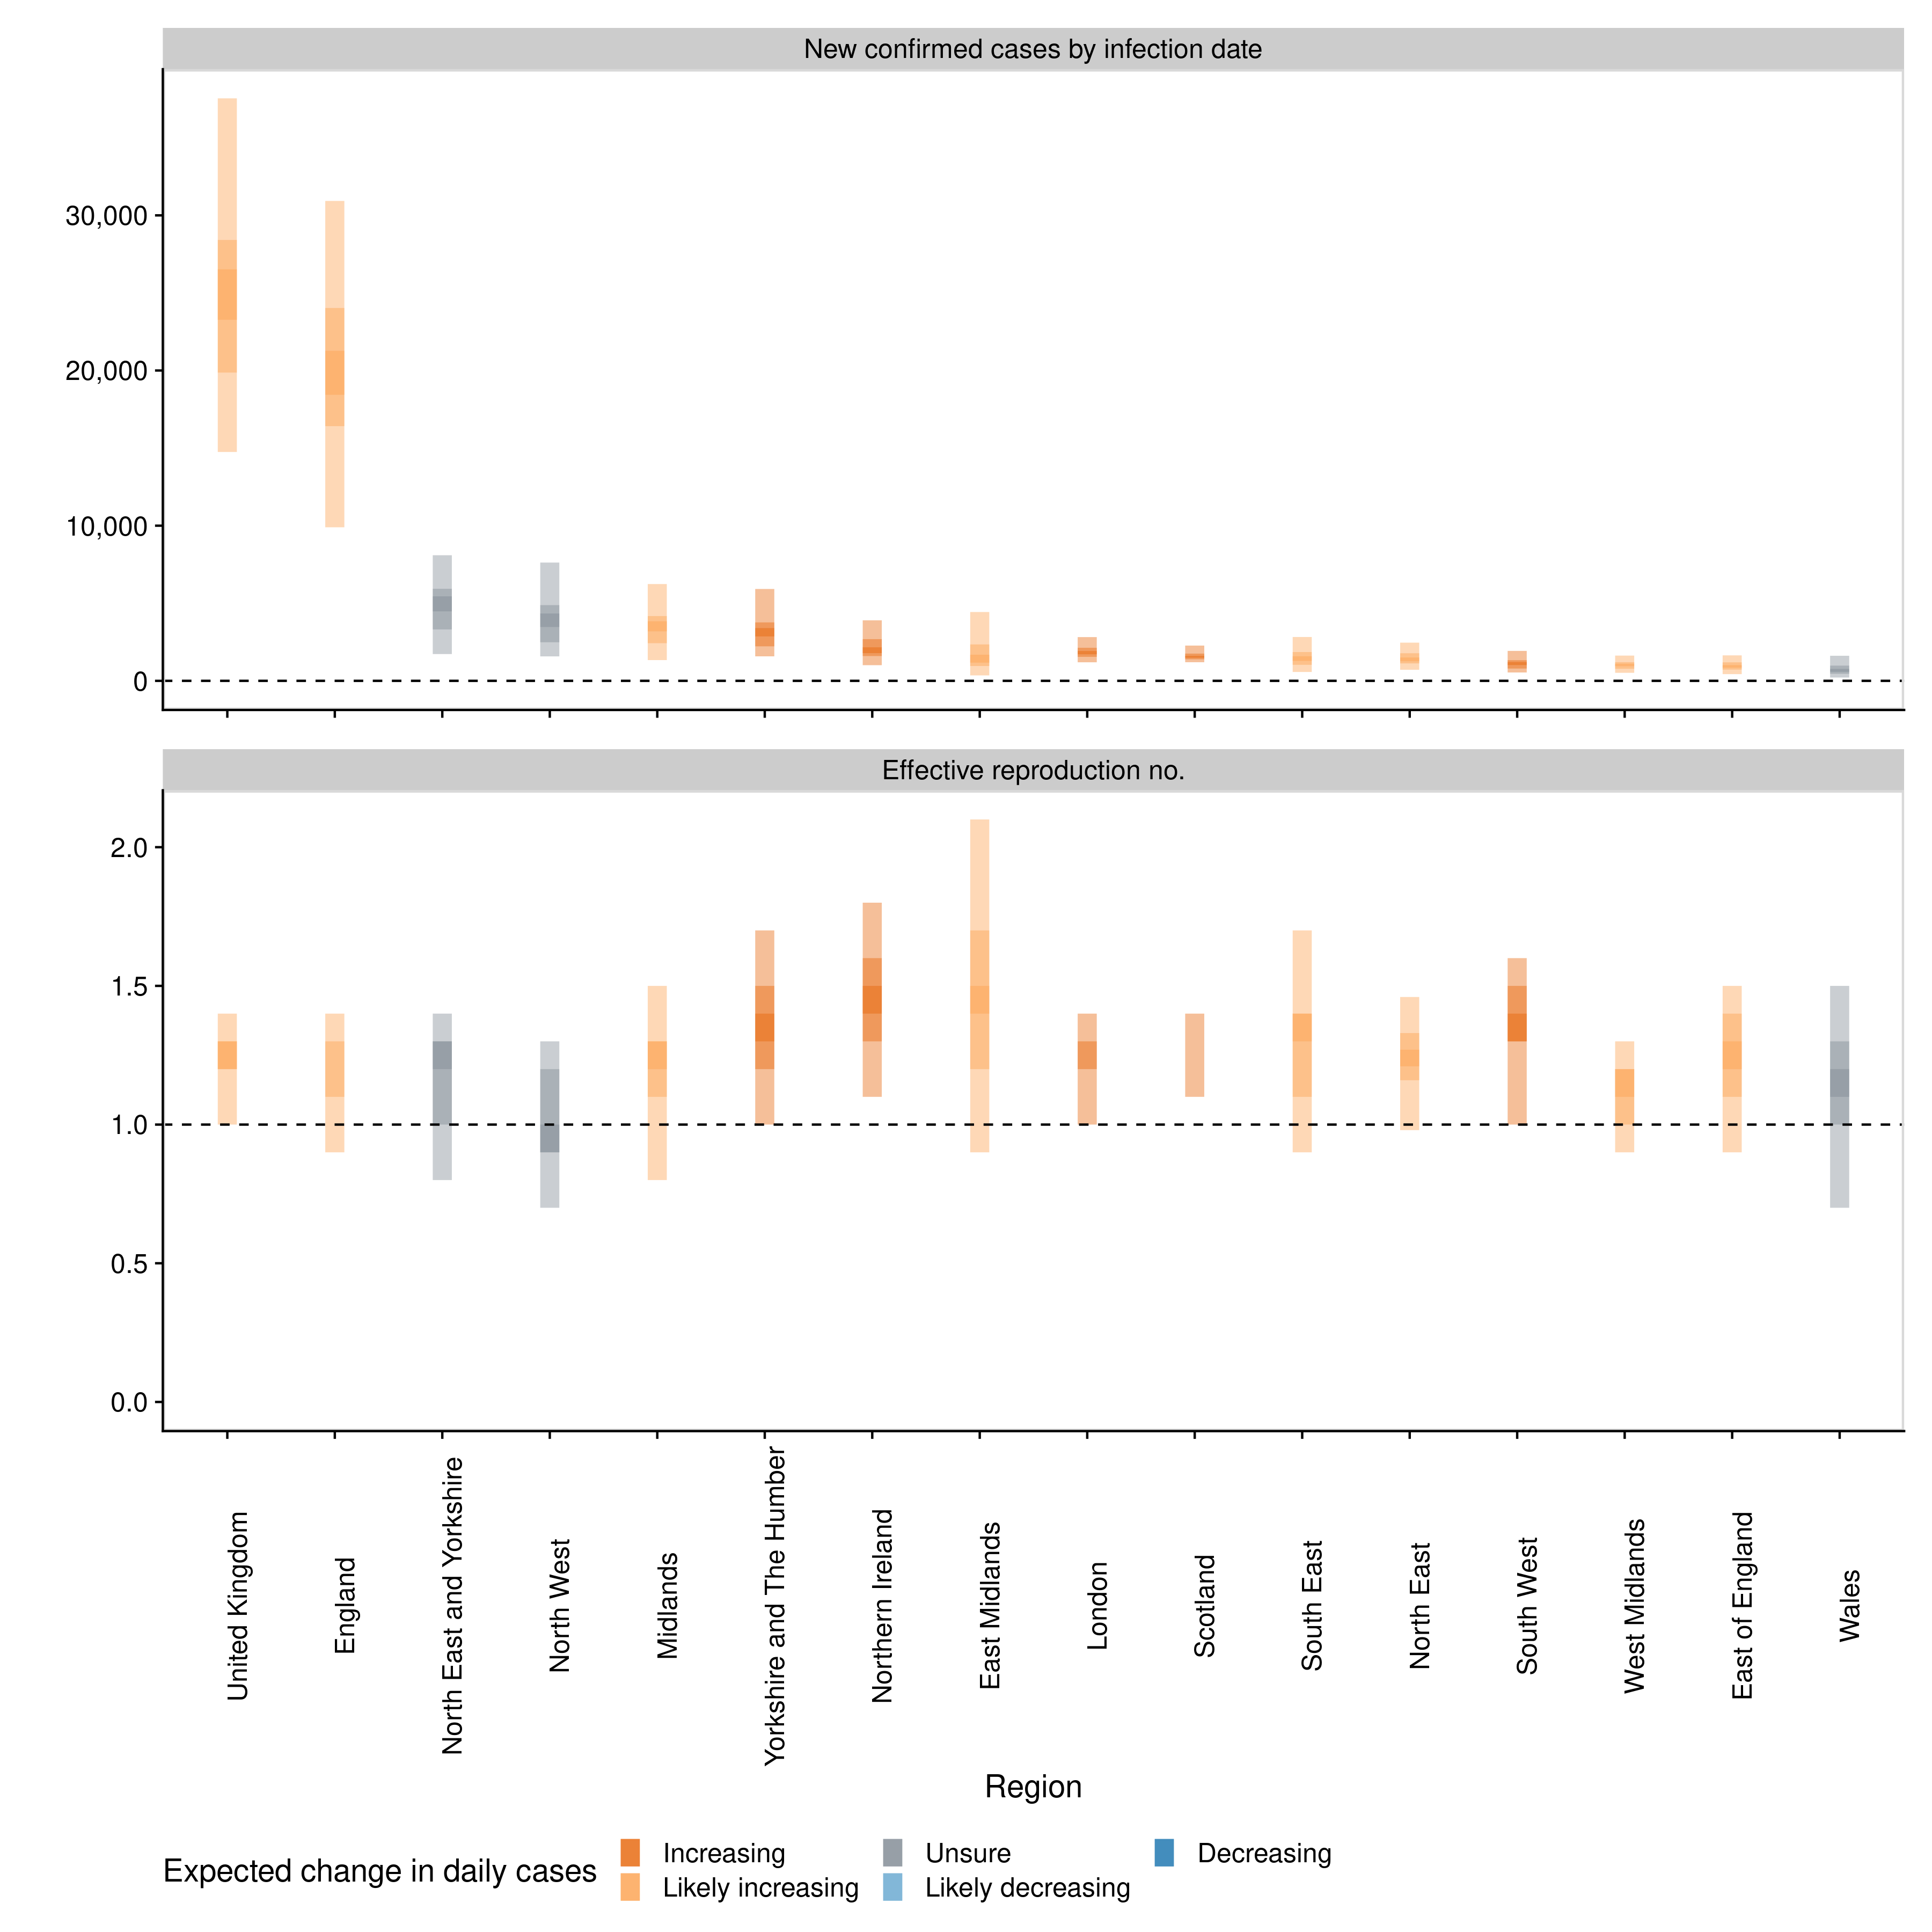 New confirmed cases by infection date
30,000
20,000
10,000
0
Effective reproduction no.
2.0
1.5
1.0
0.5
0.0
United Kingdom
England
North East and Yorkshire
North West
Midlands
Yorkshire and The Humber
Northern Ireland
East Midlands
London
Scotland
South East
North East
South West
West Midlands
East of England
Wales
Region
Expected change in daily cases
Increasing
Likely increasing
Unsure
Likely decreasing
Decreasing